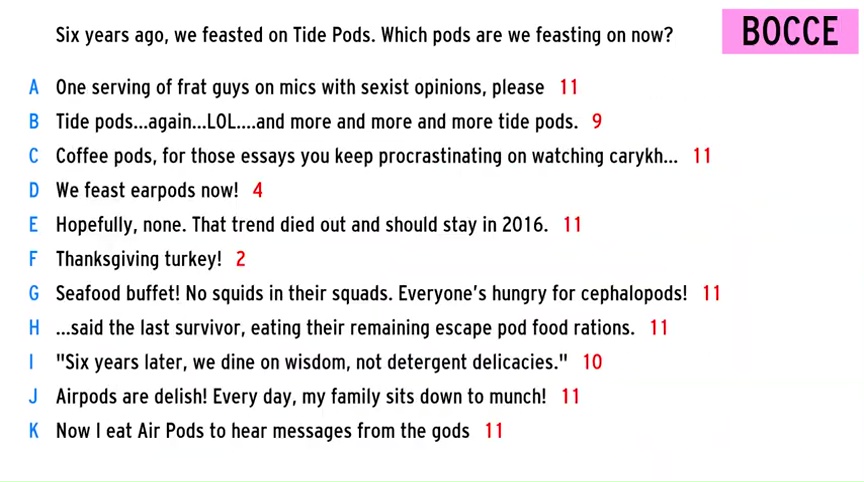 Six years ago, we feasted on Tide Pods. Which pods are we feasting on now?
BOCCE
A One serving of frat guys on mics with sexist opinions, please 11
B Tide pods...again...LOL....and more and more and more tide pods. 9
C Coffee pods, for those essays you keep procrastinating on watching carykh... 11
D We feast earpods now! 4
E Hopefully, none. That trend died out and should stay in 2016. 11
F Thanksgiving turkey! 2
G Seafood buffet! No squids in their squads. Everyone's hungry for cephalopods! 11
H ...said the last survivor, eating their remaining escape pod food rations. 11
I "Six years later, we dine on wisdom, not detergent delicacies." 10
J Airpods are delish! Every day, my family sits down to munch! 11
K Now I eat Air Pods to hear messages from the gods 11